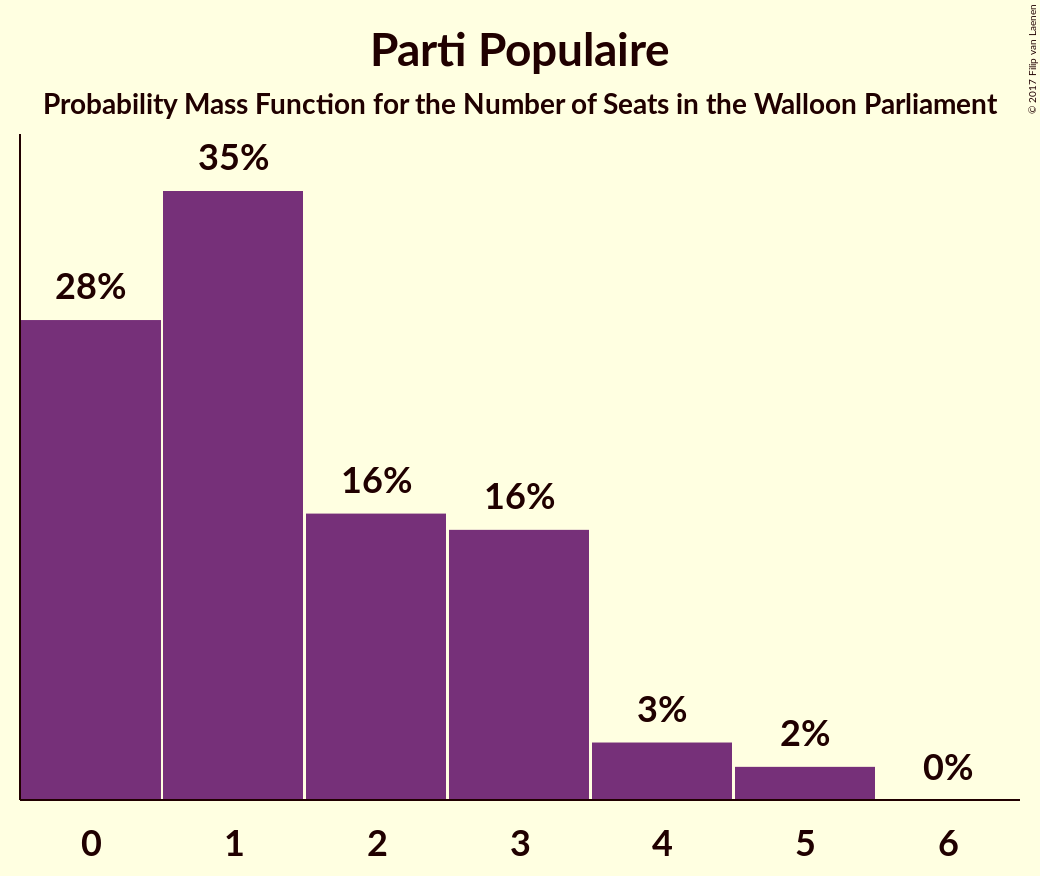 Parti Populaire
Probability Mass Function for the Number of Seats in the Walloon Parliament
© 2017 Filip van Laenen
35%
28%
16%
16%
3%
2%
0%
0 1 2 3 4 5 6